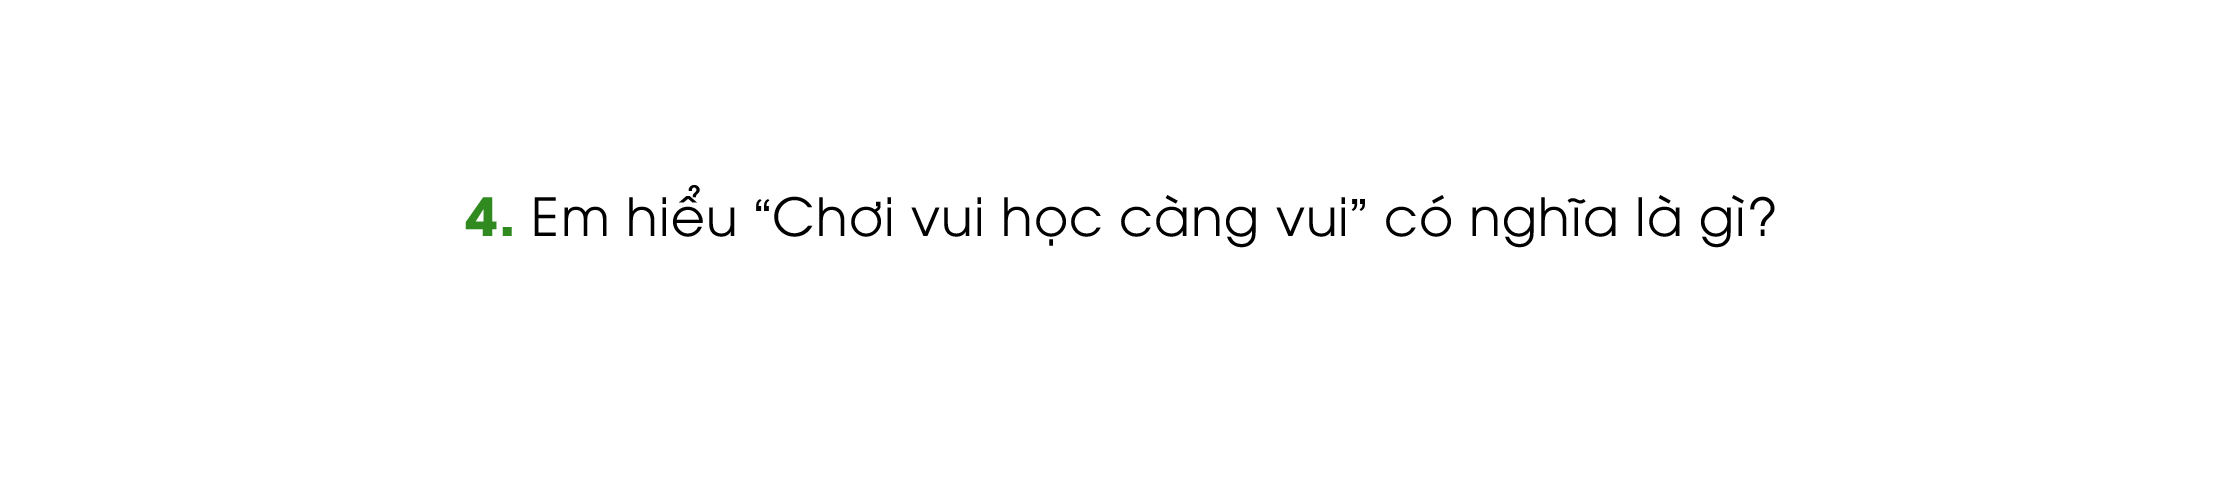 4. Em hiểu “Chơi vui học càng vui” có nghĩa là gì?